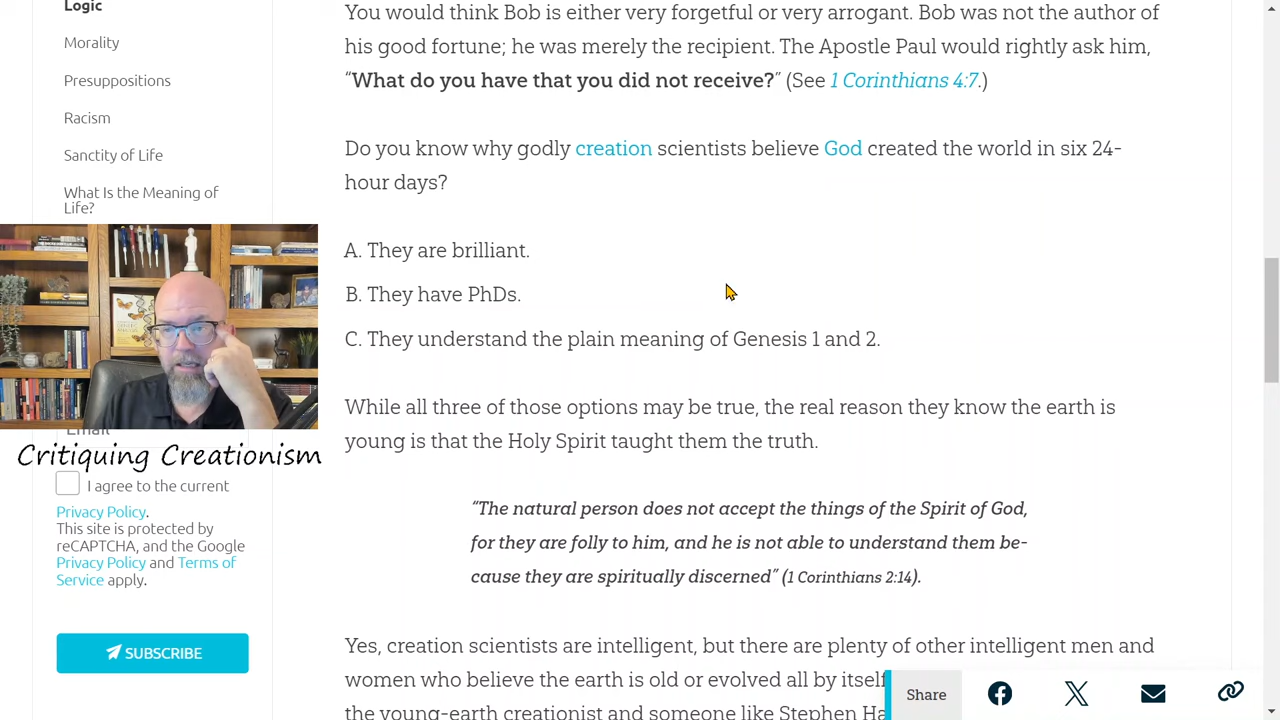 Logic
Morality
Presuppositions
Racism
Sanctity of Life
What Is the Meaning of
Life?
Critiquing Creationism
I agree to the current
Privacy Policy.
This site is protected by
reCAPTCHA, and the Google
Privacy Policy and Terms of
Service apply.
SUBSCRIBE
You would think Bob is either very forgetful or very arrogant. Bob was not the author of
his good fortune; he was merely the recipient. The Apostle Paul would rightly ask him,
“What do you have that you did not receive?” (See 1 Corinthians 4:7.)
Do you know why godly creation scientists believe God created the world in six 24-
hour days?
A. They are brilliant.
B. They have PhDs.
C. They understand the plain meaning of Genesis 1 and 2.
While all three of those options may be true, the real reason they know the earth is
young is that the Holy Spirit taught them the truth.
“The natural person does not accept the things of the Spirit of God,
for they are folly to him, and he is not able to understand them be-
cause they are spiritually discerned” (1 Corinthians 2:14).
Yes, creation scientists are intelligent, but there are plenty of other intelligent men and
women who believe the earth is old or evolved all by itself
the young-earth creationist and someone like Stephen Ha
Share